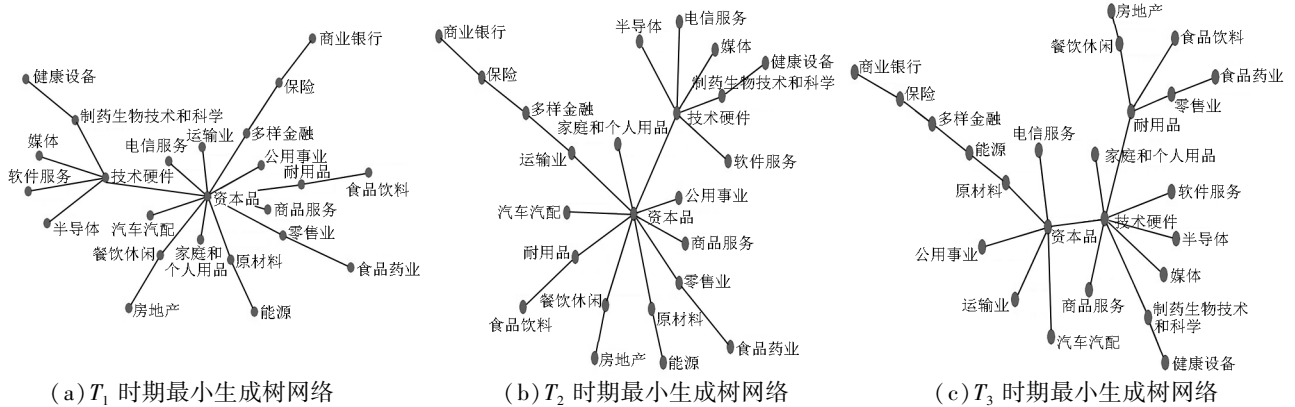 商业银行
健康设备
保险
制药生物技术和科学
媒体
运输业
多样金融
电信服务
公用事业
耐用品
软件服务
技术硬件
食品饮料
资本品
商品服务
半导体
汽车汽配
零售业
餐饮休闲
家庭和
个人用品
原材料
食品药业
房地产
能源
(a)T₁ 时期最小生成树网络
商业银行
半导体
电信服务
媒体
健康设备
保险
制药生物技术和科学
多样金融
技术硬件
家庭和个人用品
运输业
软件服务
公用事业
汽车汽配
资本品
商品服务
耐用品
零售业
餐饮休闲
食品饮料
原材料
食品药业
房地产
能源
(b)T₂ 时期最小生成树网络
房地产
餐饮休闲
食品饮料
商业银行
食品药业
保险
零售业
多样金融
耐用品
电信服务
能源
家庭和个人用品
原材料
软件服务
技术硬件
资本品
半导体
公用事业
媒体
运输业
商品服务
制药生物技术
和科学
汽车汽配
健康设备
(c)T₃ 时期最小生成树网络